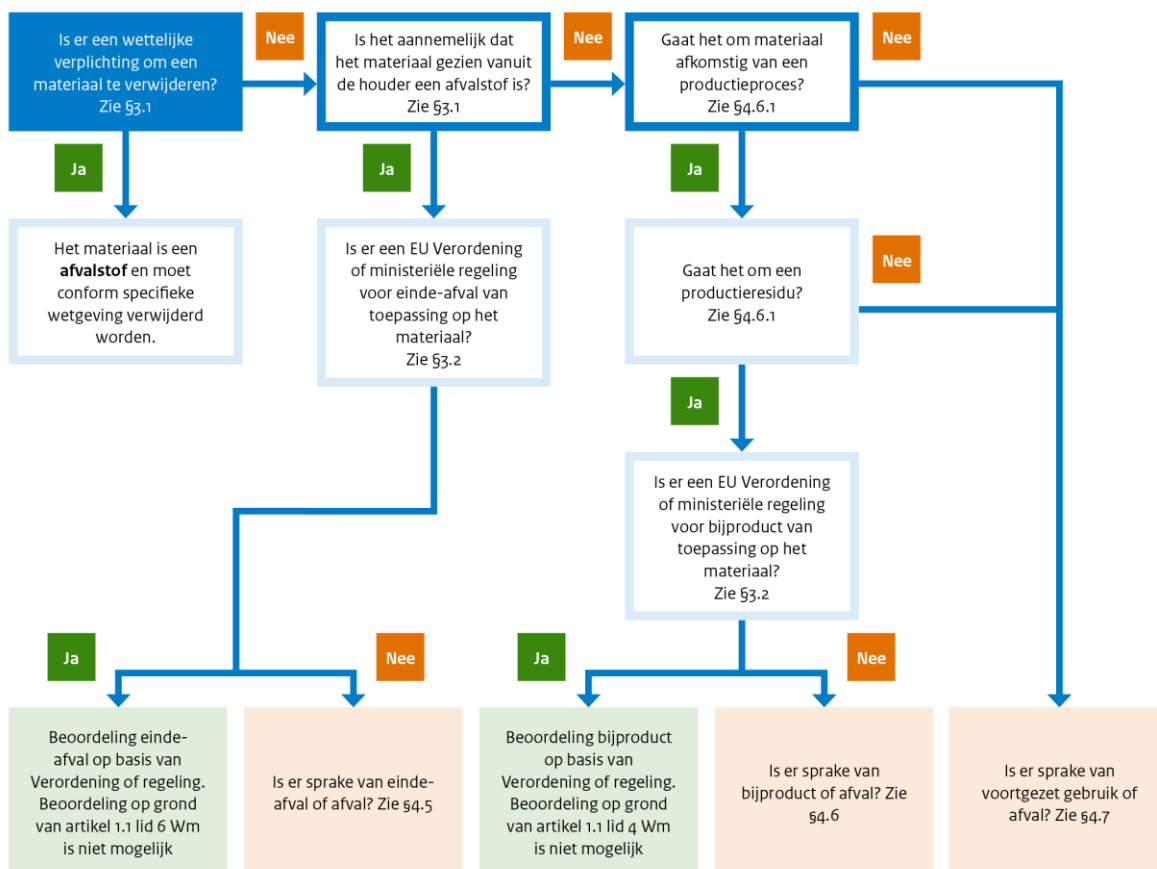 Is er een wettelijke
verplichting om een
materiaal te verwijderen?
Zie §3.1
Nee
Is het aannemelijk dat
het materiaal gezien vanuit
de houder een afvalstof is?
Zie §3.1
Nee
Gaat het om materiaal
afkomstig van een
productieproces?
Zie §4.6.1
Nee
Ja
Ja
Ja
Het materiaal is een
afvalstof en moet
conform specifieke
wetgeving verwijderd
worden.
Is er een EU Verordening
of ministeriële regeling
voor einde-afval van
toepassing op het
materiaal?
Zie §3.2
Gaat het om een
productieresidu?
Zie §4.6.1
Nee
Ja
Is er een EU Verordening
of ministeriële regeling
voor bijproduct van
toepassing op het
materiaal?
Zie §3.2
Ja
Nee
Ja
Nee
Beoordeling einde-
afval op basis van
Verordening of regeling.
Beoordeling op grond
van artikel 1.1 lid 6 Wm
is niet mogelijk
Is er sprake van einde-
afval of afval? Zie §4.5
Beoordeling bijproduct
op basis van
Verordening of regeling.
Beoordeling op grond
van artikel 1.1 lid 4 Wm
is niet mogelijk
Is er sprake van
bijproduct of afval? Zie
§4.6
Is er sprake van
voortgezet gebruik of
afval? Zie §4.7